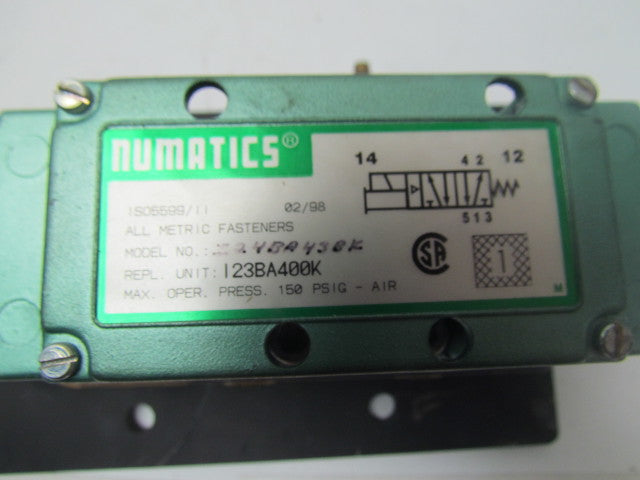 NUMATICS®
14 4 2 12
5 1 3
ISO5599/II 02/98
ALL METRIC FASTENERS
MODEL NO.:
REPL. UNIT: I23BA400K
MAX. OPER. PRESS. 150 PSIG - AIR
SA
1
M